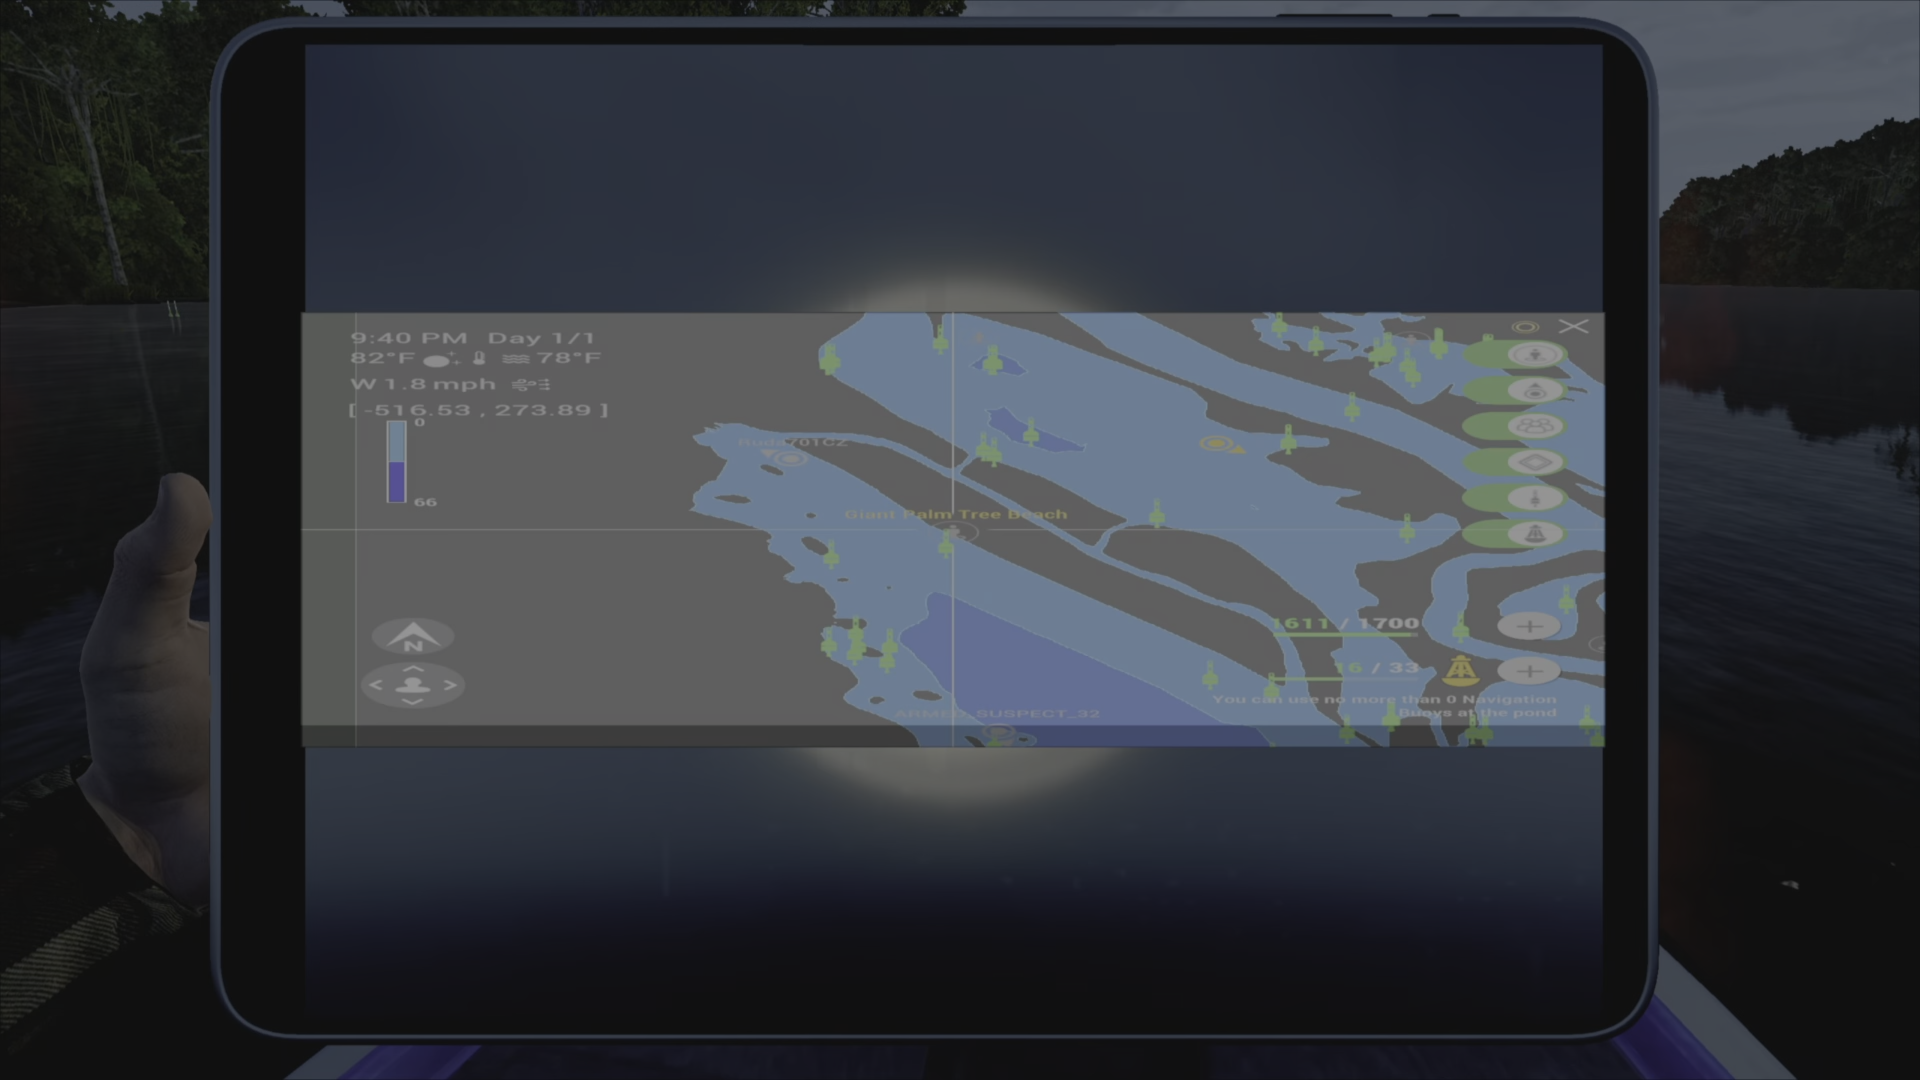 9:40 PM Day 1/1
82°F 78°F
W 1.8 mph
[ -516.53 , 273.89 ]
0
66
Ruda701CZ
Giant Palm Tree Beach
N
1611 / 1700
16 / 33
You can use no more than 0 Navigation
Buoys at the pond
ARMED_SUSPECT_32